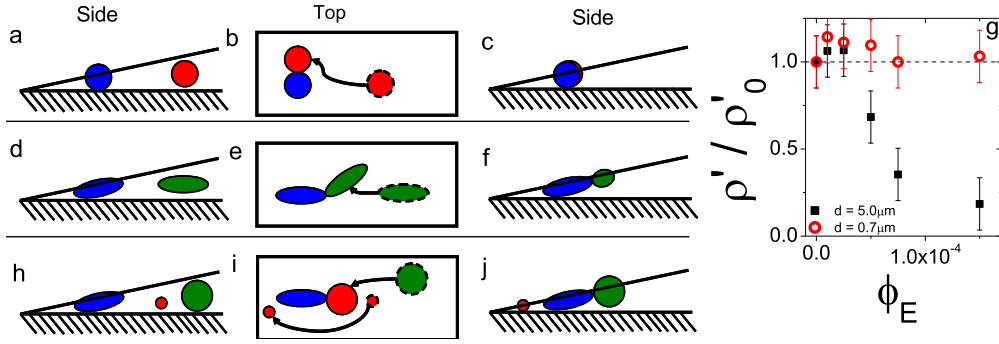 Side Top Side
a b c
d e f
h i j
g
1.0
0.5
0.0
ρ' / ρ'₀
d = 5.0μm
d = 0.7μm
0.0 1.0x10⁻⁴
ϕ_E